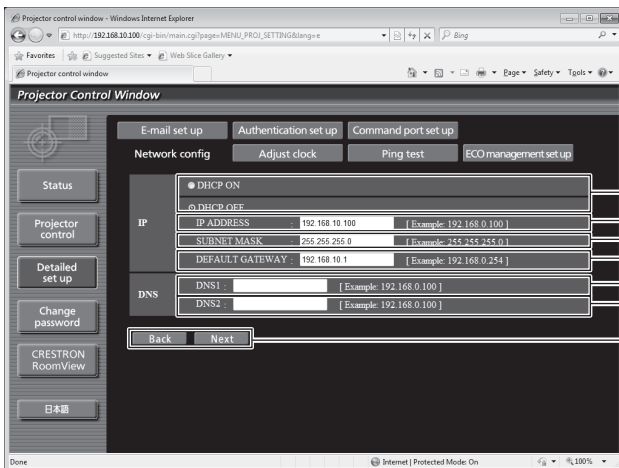 Projector control window - Windows Internet Explorer
http://192.168.10.100/cgi-bin/main.cgi?page=MENU_PROJ_SETTING&lang=e
Bing
Favorites Suggested Sites Web Slice Gallery
Projector control window
Page Safety Tools
Projector Control Window
E-mail set up Authentication set up Command port set up
Network config Adjust clock Ping test ECO management set up
Status
Projector control
Detailed set up
Change password
CRESTRON RoomView
日本語
IP
DHCP ON
DHCP OFF
IP ADDRESS : 192.168.10.100 [ Example: 192.168.0.100 ]
SUBNET MASK : 255.255.255.0 [ Example: 255.255.255.0 ]
DEFAULT GATEWAY : 192.168.10.1 [ Example: 192.168.0.254 ]
DNS
DNS1 : [ Example: 192.168.0.100 ]
DNS2 : [ Example: 192.168.0.100 ]
Back Next
Done Internet | Protected Mode: On 100%